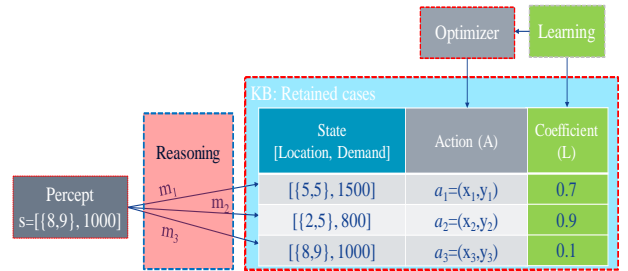 Optimizer
Learning
KB: Retained cases
State
[Location, Demand]
Action (A)
Coefficient
(L)
Reasoning
Percept
s=[{8,9}, 1000]
m₁
m₂
m₃
[{5,5}, 1500]
a₁=(x₁,y₁)
0.7
[{2,5}, 800]
a₂=(x₂,y₂)
0.9
[{8,9}, 1000]
a₃=(x₃,y₃)
0.1